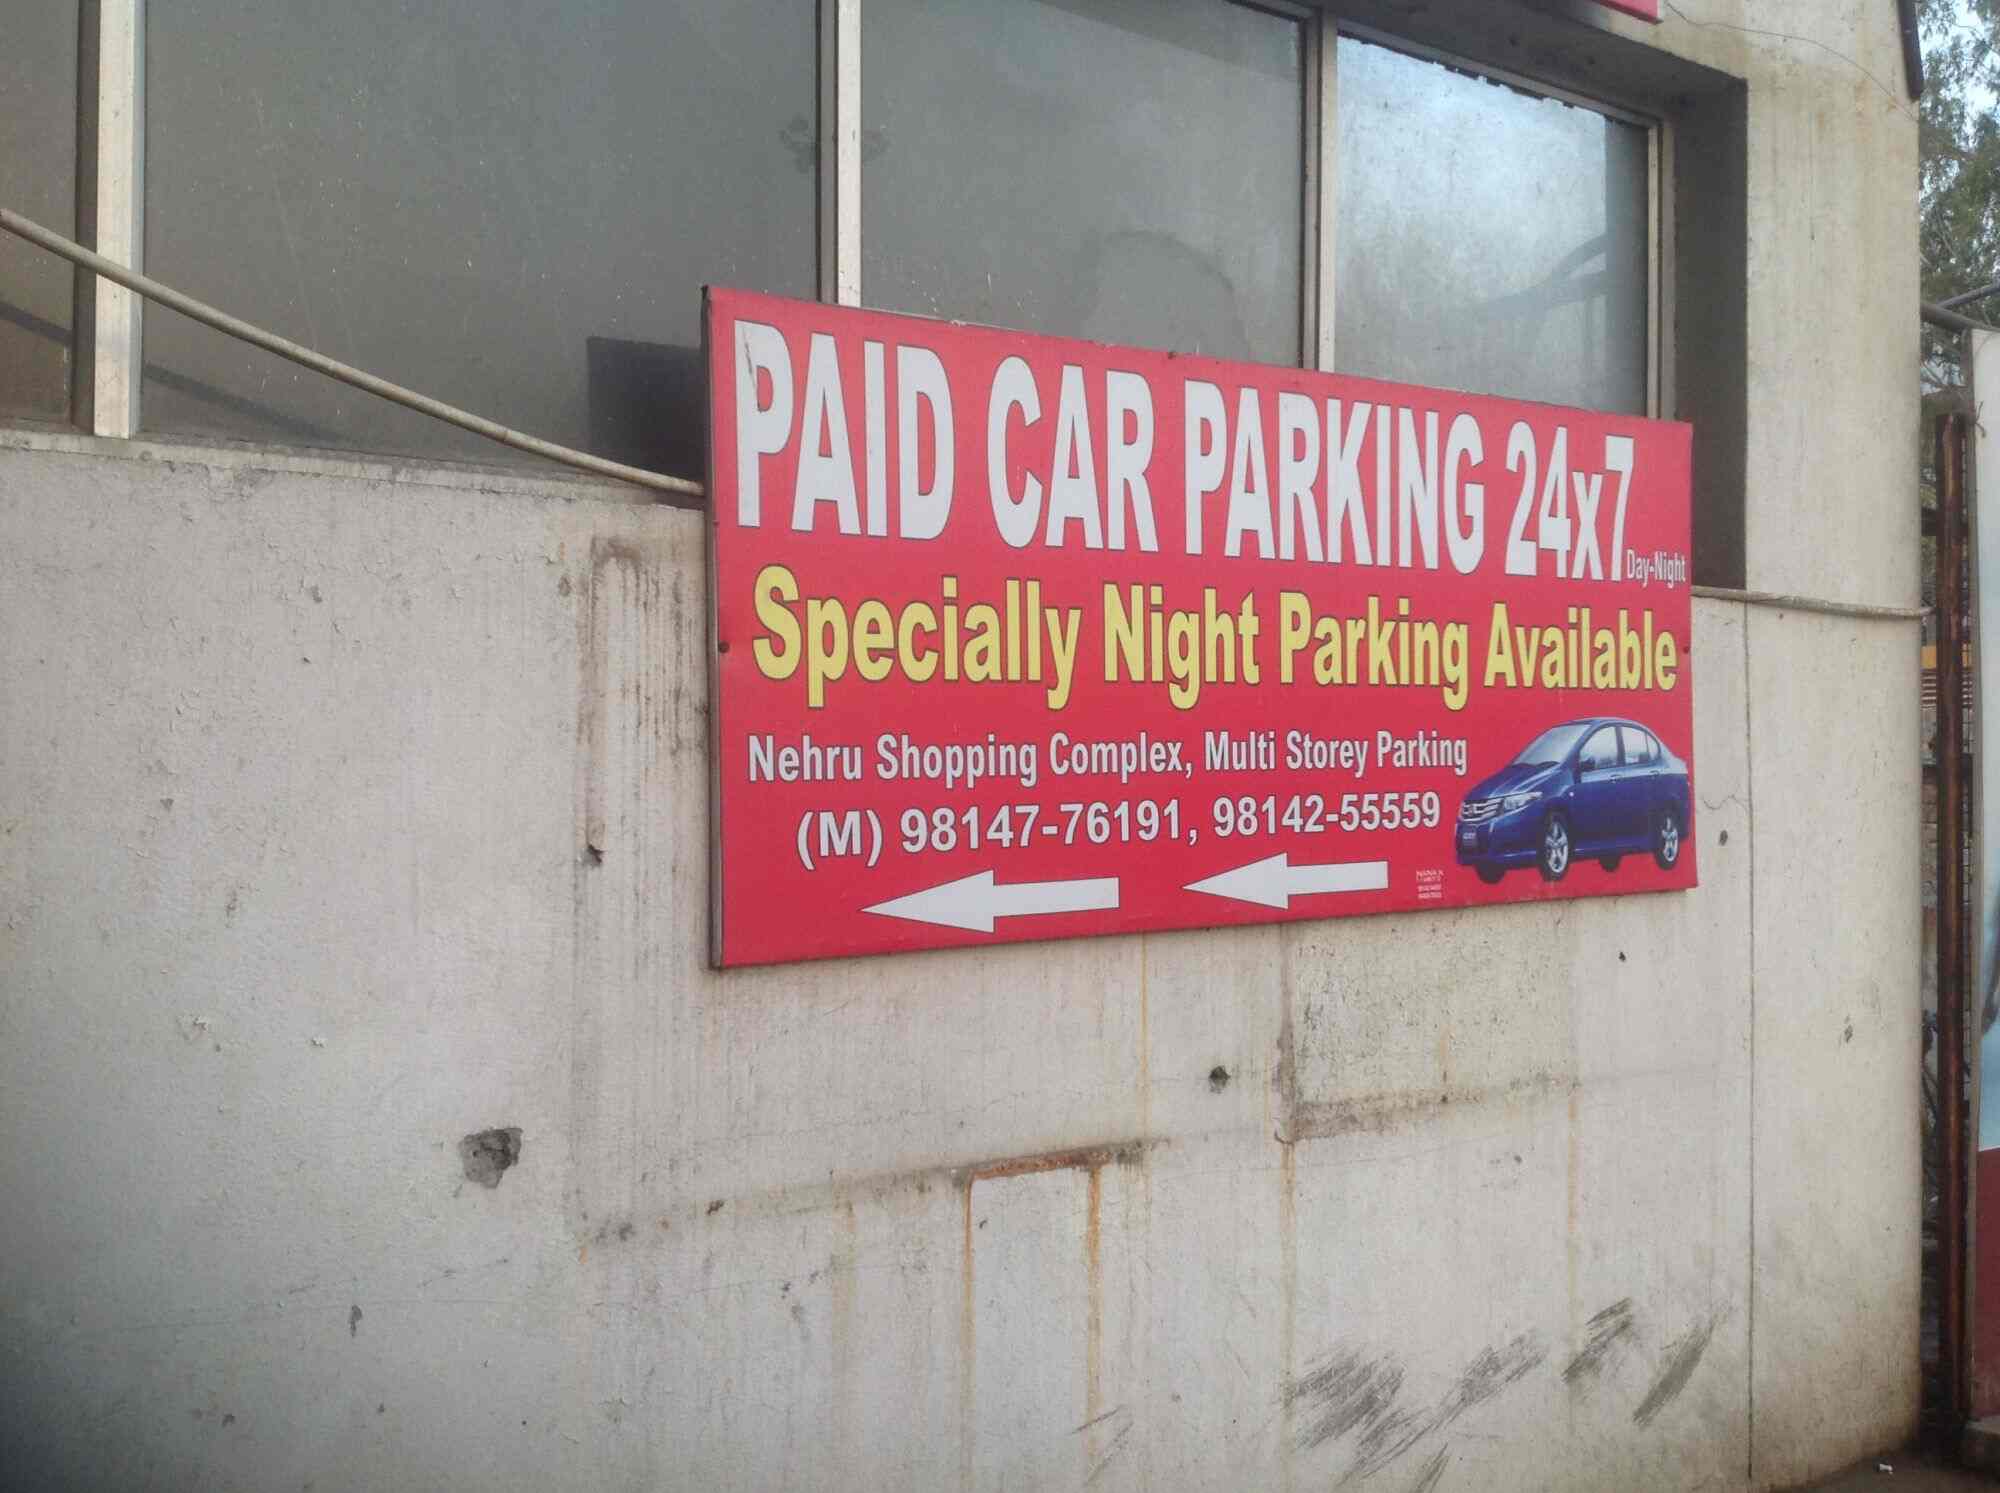 PAID CAR PARKING 24x7
Day-Night
Specially Night Parking Available
Nehru Shopping Complex, Multi Storey Parking
(M) 98147-76191, 98142-55559